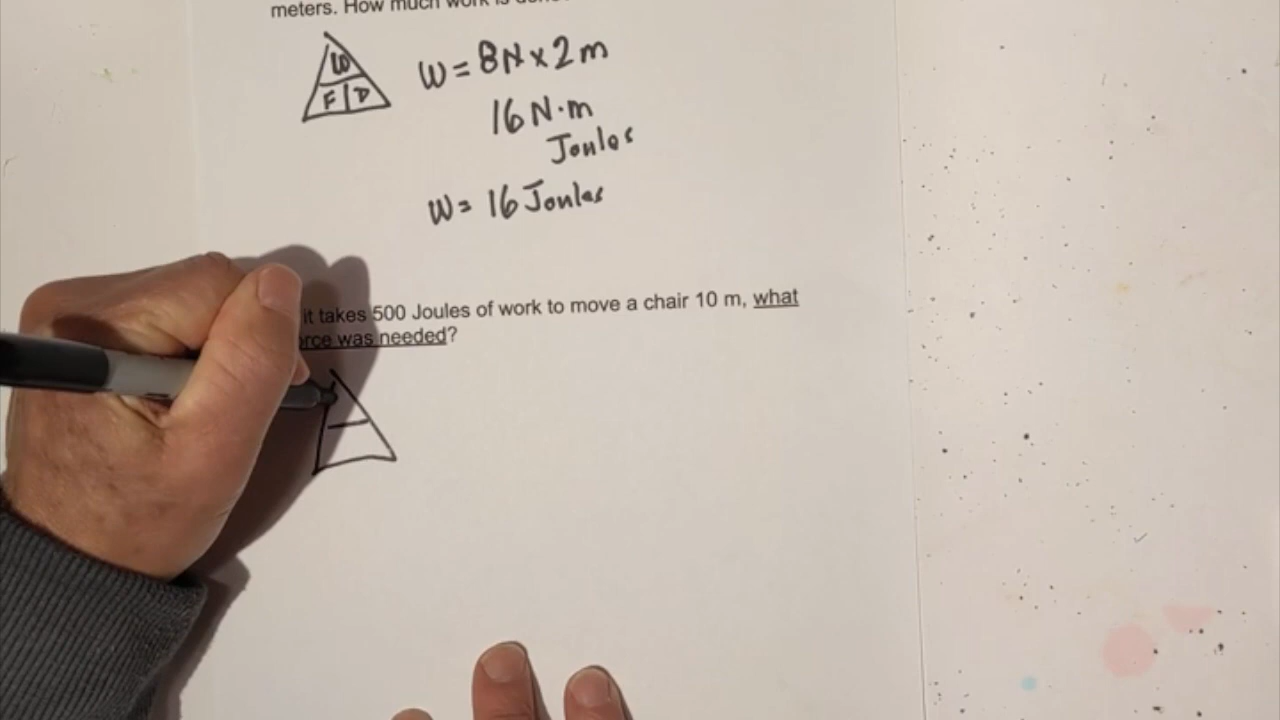 meters. How much work is done
W
F D
W = 8N x 2m
16 N·m
Joules
W = 16 Joules
it takes 500 Joules of work to move a chair 10 m, what
was needed?